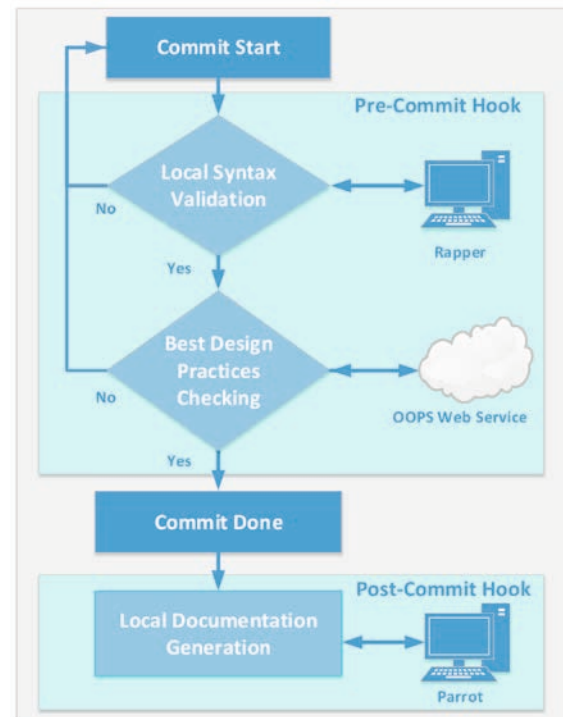 Commit Start
Pre-Commit Hook
Local Syntax
Validation
No
Rapper
Yes
Best Design
Practices
Checking
No
OOPS Web Service
Yes
Commit Done
Post-Commit Hook
Local Documentation
Generation
Parrot